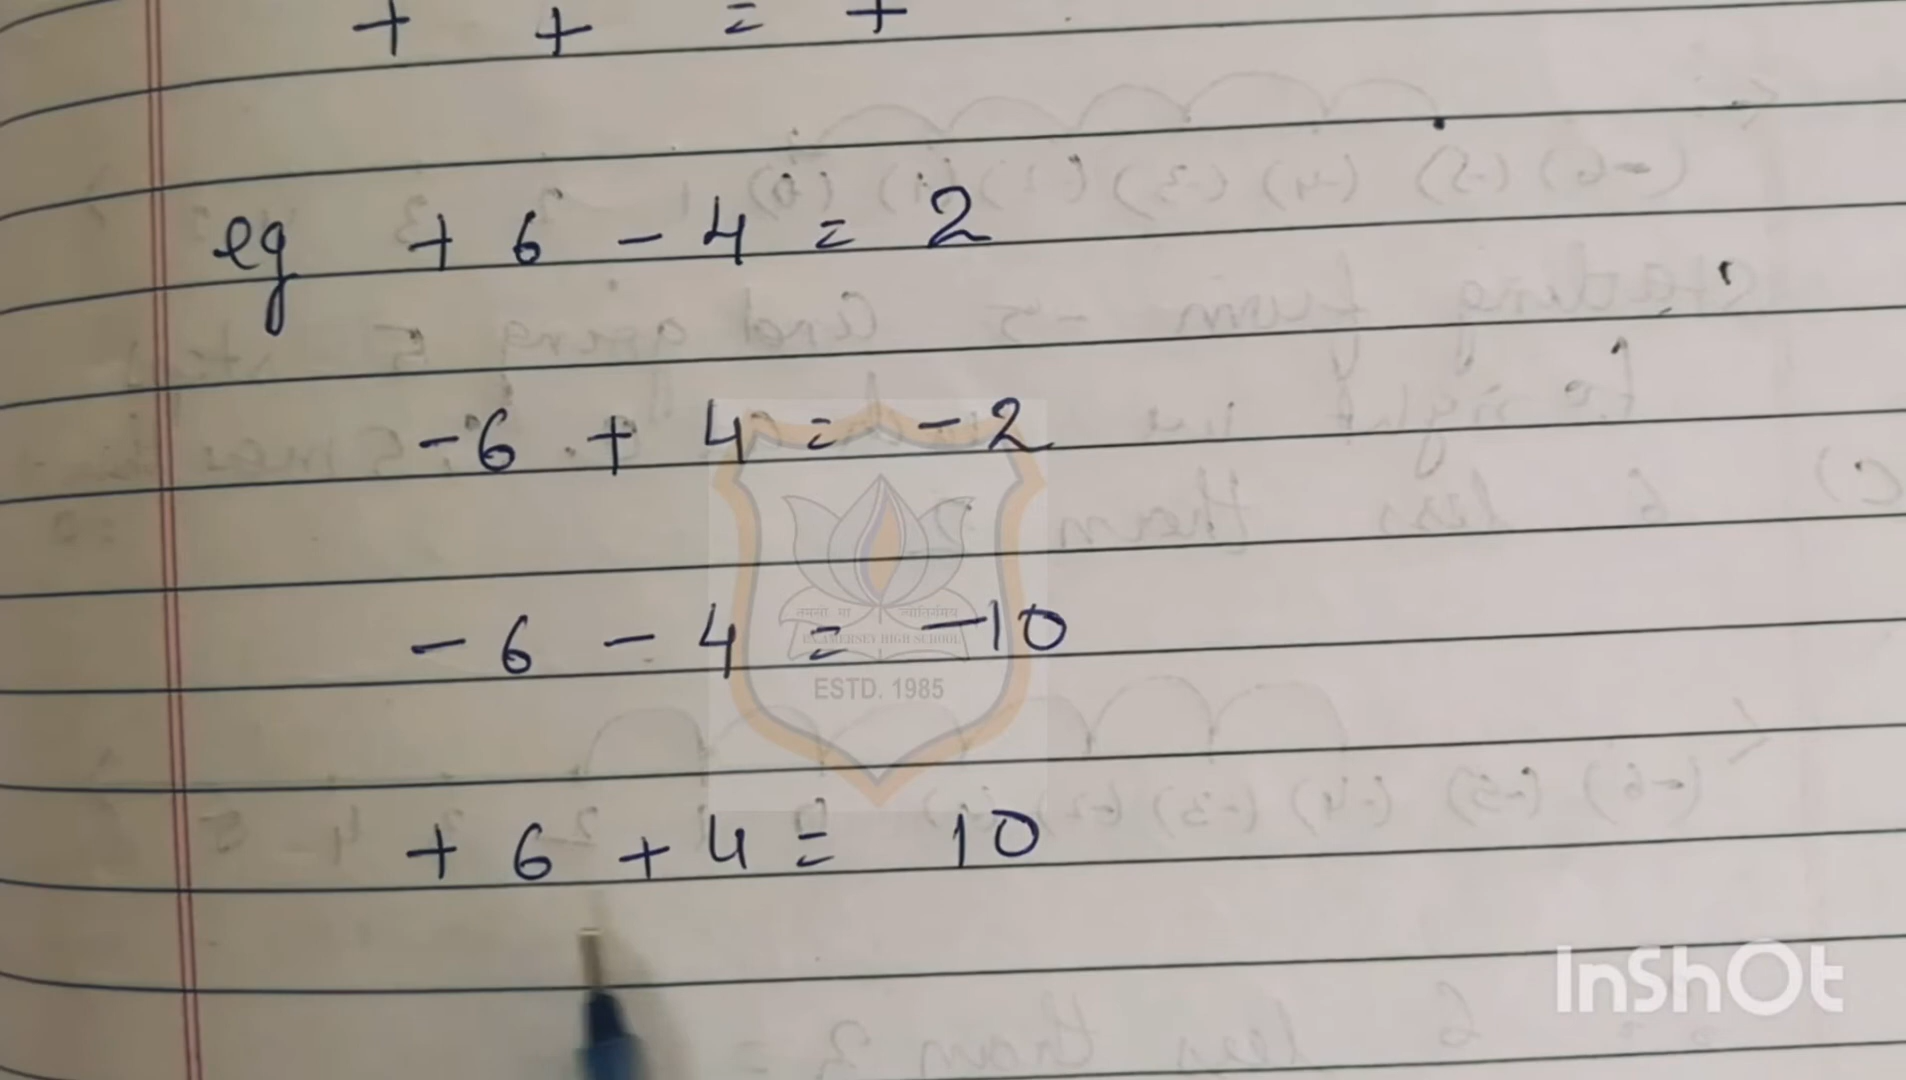 + + = +
eg + 6 - 4 = 2
- 6 + 4 = - 2
- 6 - 4 = - 10
ESTD. 1985
+ 6 + 4 = 10
InShOt